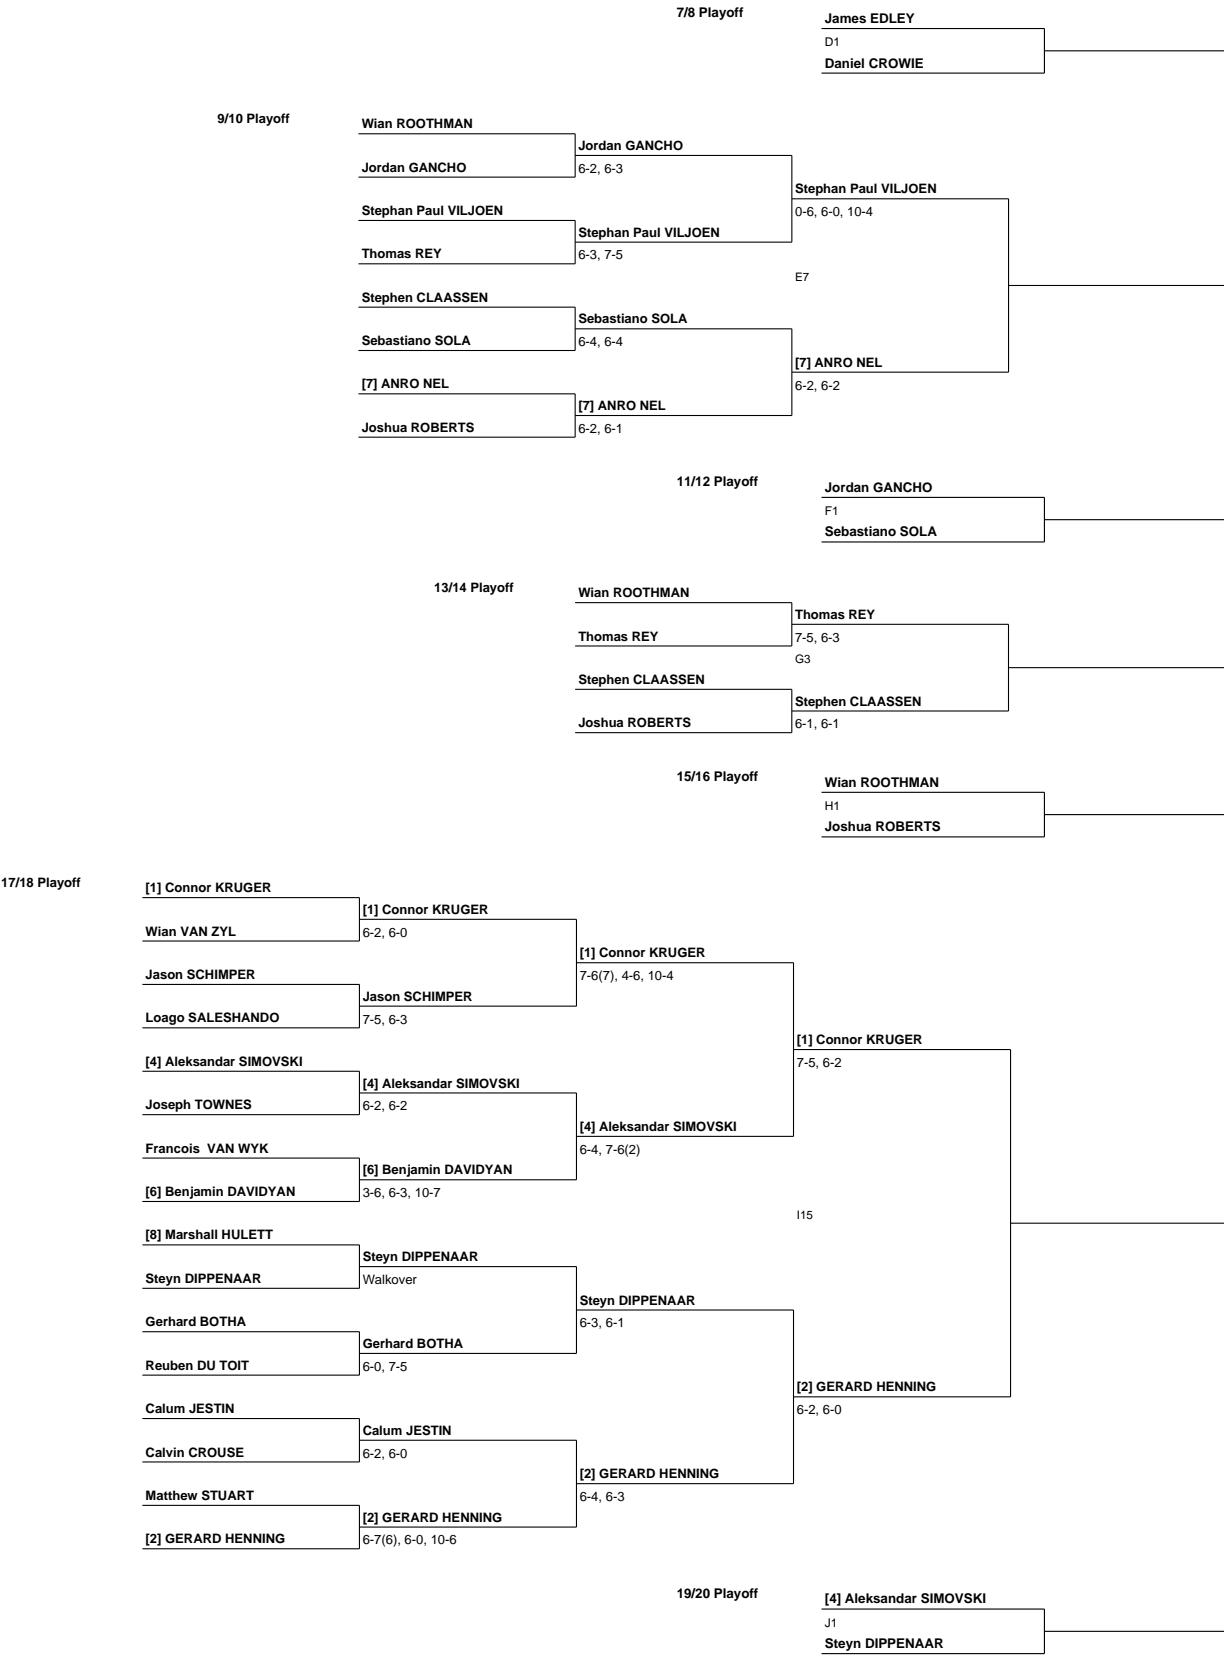 7/8 Playoff
James EDLEY
D1
Daniel CROWIE
9/10 Playoff
Wian ROOTHMAN
Jordan GANCHO
Jordan GANCHO
6-2, 6-3
Stephan Paul VILJOEN
Stephan Paul VILJOEN
0-6, 6-0, 10-4
Stephan Paul VILJOEN
Thomas REY
6-3, 7-5
E7
Stephen CLAASSEN
Sebastiano SOLA
Sebastiano SOLA
6-4, 6-4
[7] ANRO NEL
[7] ANRO NEL
6-2, 6-2
[7] ANRO NEL
Joshua ROBERTS
6-2, 6-1
11/12 Playoff
Jordan GANCHO
F1
Sebastiano SOLA
13/14 Playoff
Wian ROOTHMAN
Thomas REY
Thomas REY
7-5, 6-3
G3
Stephen CLAASSEN
Stephen CLAASSEN
Joshua ROBERTS
6-1, 6-1
15/16 Playoff
Wian ROOTHMAN
H1
Joshua ROBERTS
17/18 Playoff
[1] Connor KRUGER
[1] Connor KRUGER
Wian VAN ZYL
6-2, 6-0
[1] Connor KRUGER
7-6(7), 4-6, 10-4
Jason SCHIMPER
Jason SCHIMPER
Loago SALESHANDO
7-5, 6-3
[1] Connor KRUGER
7-5, 6-2
[4] Aleksandar SIMOVSKI
[4] Aleksandar SIMOVSKI
Joseph TOWNES
6-2, 6-2
[4] Aleksandar SIMOVSKI
6-4, 7-6(2)
Francois VAN WYK
[6] Benjamin DAVIDYAN
[6] Benjamin DAVIDYAN
3-6, 6-3, 10-7
I15
[8] Marshall HULETT
Steyn DIPPENAAR
Steyn DIPPENAAR
Walkover
Steyn DIPPENAAR
6-3, 6-1
Gerhard BOTHA
Gerhard BOTHA
Reuben DU TOIT
6-0, 7-5
[2] GERARD HENNING
6-2, 6-0
Calum JESTIN
Calum JESTIN
Calvin CROUSE
6-2, 6-0
[2] GERARD HENNING
6-4, 6-3
Matthew STUART
[2] GERARD HENNING
[2] GERARD HENNING
6-7(6), 6-0, 10-6
19/20 Playoff
[4] Aleksandar SIMOVSKI
J1
Steyn DIPPENAAR